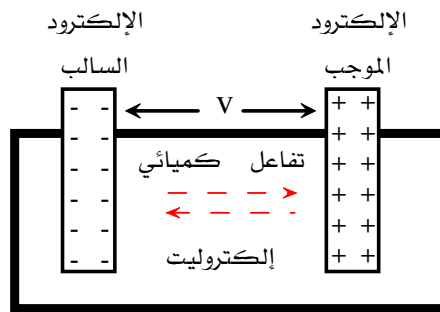 الإلكترود الإلكترود
الموجب السالب
V
تفاعل كميائي
إلكتروليت
+ +
+ +
+ +
+ +
+ +
+ +
- -
- -
- -
- -
- -
- -